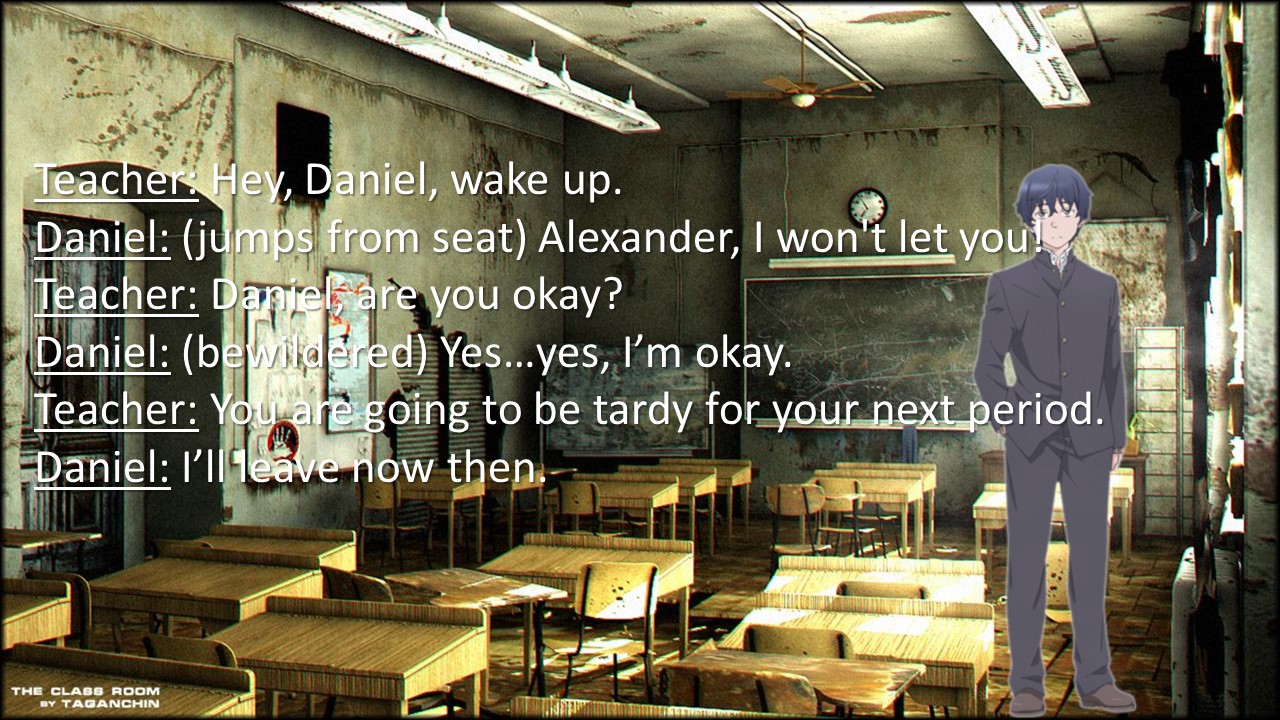 Teacher: Hey, Daniel, wake up.
Daniel: (jumps from seat) Alexander, I won't let you!
Teacher: Daniel, are you okay?
Daniel: (bewildered) Yes…yes, I’m okay.
Teacher: You are going to be tardy for your next period.
Daniel: I’ll leave now then.
THE CLASS ROOM
BY TAGANCHIN